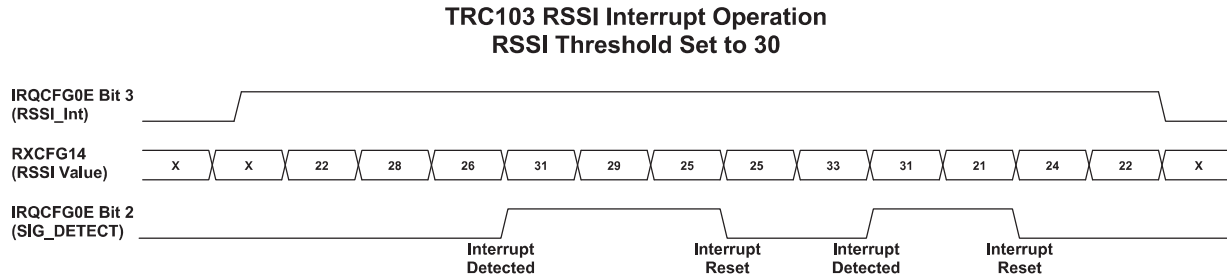 TRC103 RSSI Interrupt Operation
RSSI Threshold Set to 30
IRQCFG0E Bit 3
(RSSI_Int)
RXCFG14
(RSSI Value)
X X 22 28 26 31 29 25 25 33 31 21 24 22 X
IRQCFG0E Bit 2
(SIG_DETECT)
Interrupt Detected
Interrupt Reset
Interrupt Detected
Interrupt Reset